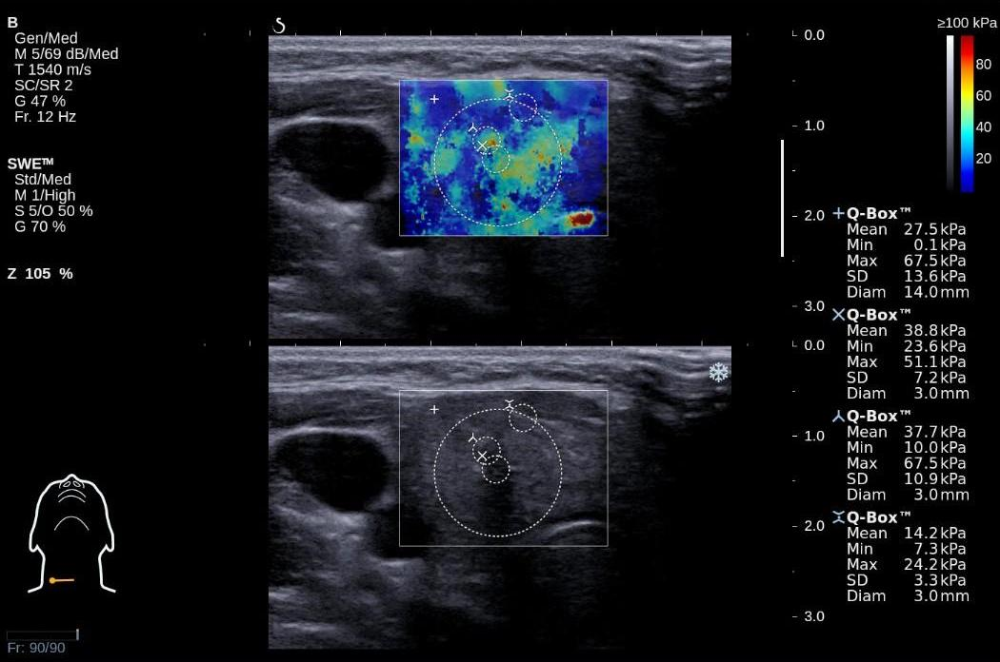 B
Gen/Med
M 5/69 dB/Med
T 1540 m/s
SC/SR 2
G 47 %
Fr. 12 Hz
SWE™
Std/Med
M 1/High
S 5/O 50 %
G 70 %
Z 105 %
Fr: 90/90
0.0
1.0
2.0
3.0
0.0
1.0
2.0
3.0
≥100 kPa
80
60
40
20
Q-Box™
Mean 27.5 kPa
Min 0.1 kPa
Max 67.5 kPa
SD 13.6 kPa
Diam 14.0 mm
Q-Box™
Mean 38.8 kPa
Min 23.6 kPa
Max 51.1 kPa
SD 7.2 kPa
Diam 3.0 mm
Q-Box™
Mean 37.7 kPa
Min 10.0 kPa
Max 67.5 kPa
SD 10.9 kPa
Diam 3.0 mm
Q-Box™
Mean 14.2 kPa
Min 7.3 kPa
Max 24.2 kPa
SD 3.3 kPa
Diam 3.0 mm